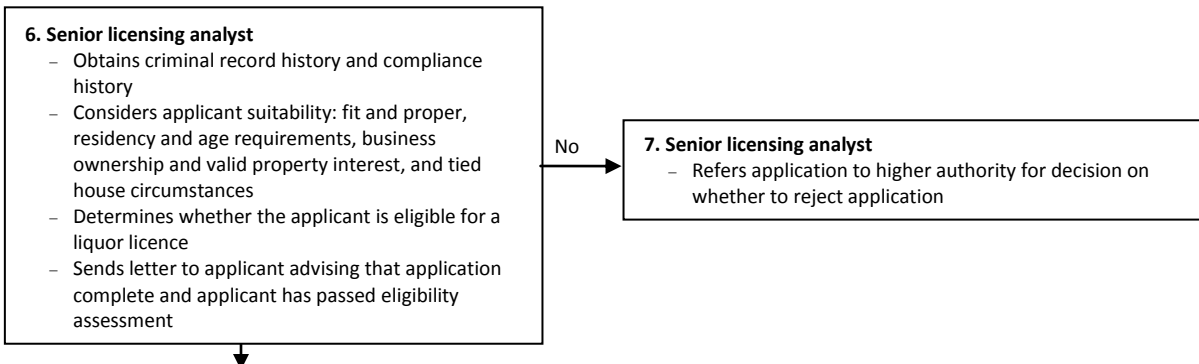 6. Senior licensing analyst
– Obtains criminal record history and compliance
history
– Considers applicant suitability: fit and proper,
residency and age requirements, business
ownership and valid property interest, and tied
house circumstances
– Determines whether the applicant is eligible for a
liquor licence
– Sends letter to applicant advising that application
complete and applicant has passed eligibility
assessment
No
7. Senior licensing analyst
– Refers application to higher authority for decision on
whether to reject application